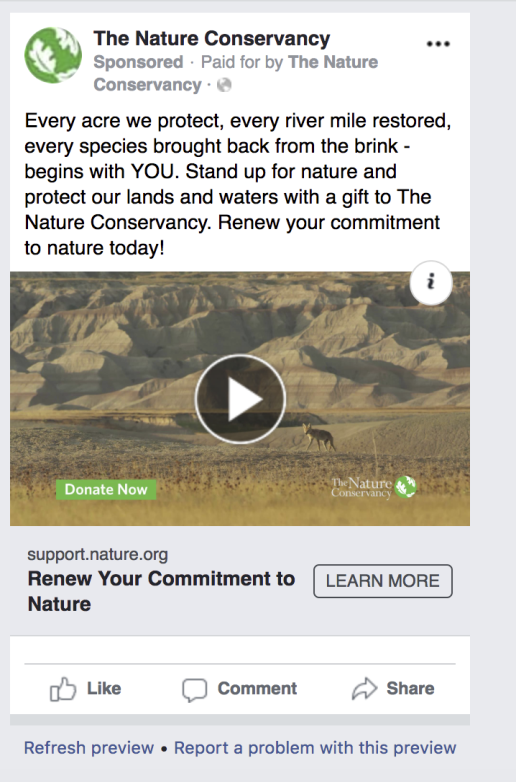 The Nature Conservancy
Sponsored · Paid for by The Nature
Conservancy ·
Every acre we protect, every river mile restored,
every species brought back from the brink -
begins with YOU. Stand up for nature and
protect our lands and waters with a gift to The
Nature Conservancy. Renew your commitment
to nature today!
i
Donate Now
The Nature
Conservancy
support.nature.org
Renew Your Commitment to
Nature
LEARN MORE
Like Comment Share
Refresh preview • Report a problem with this preview